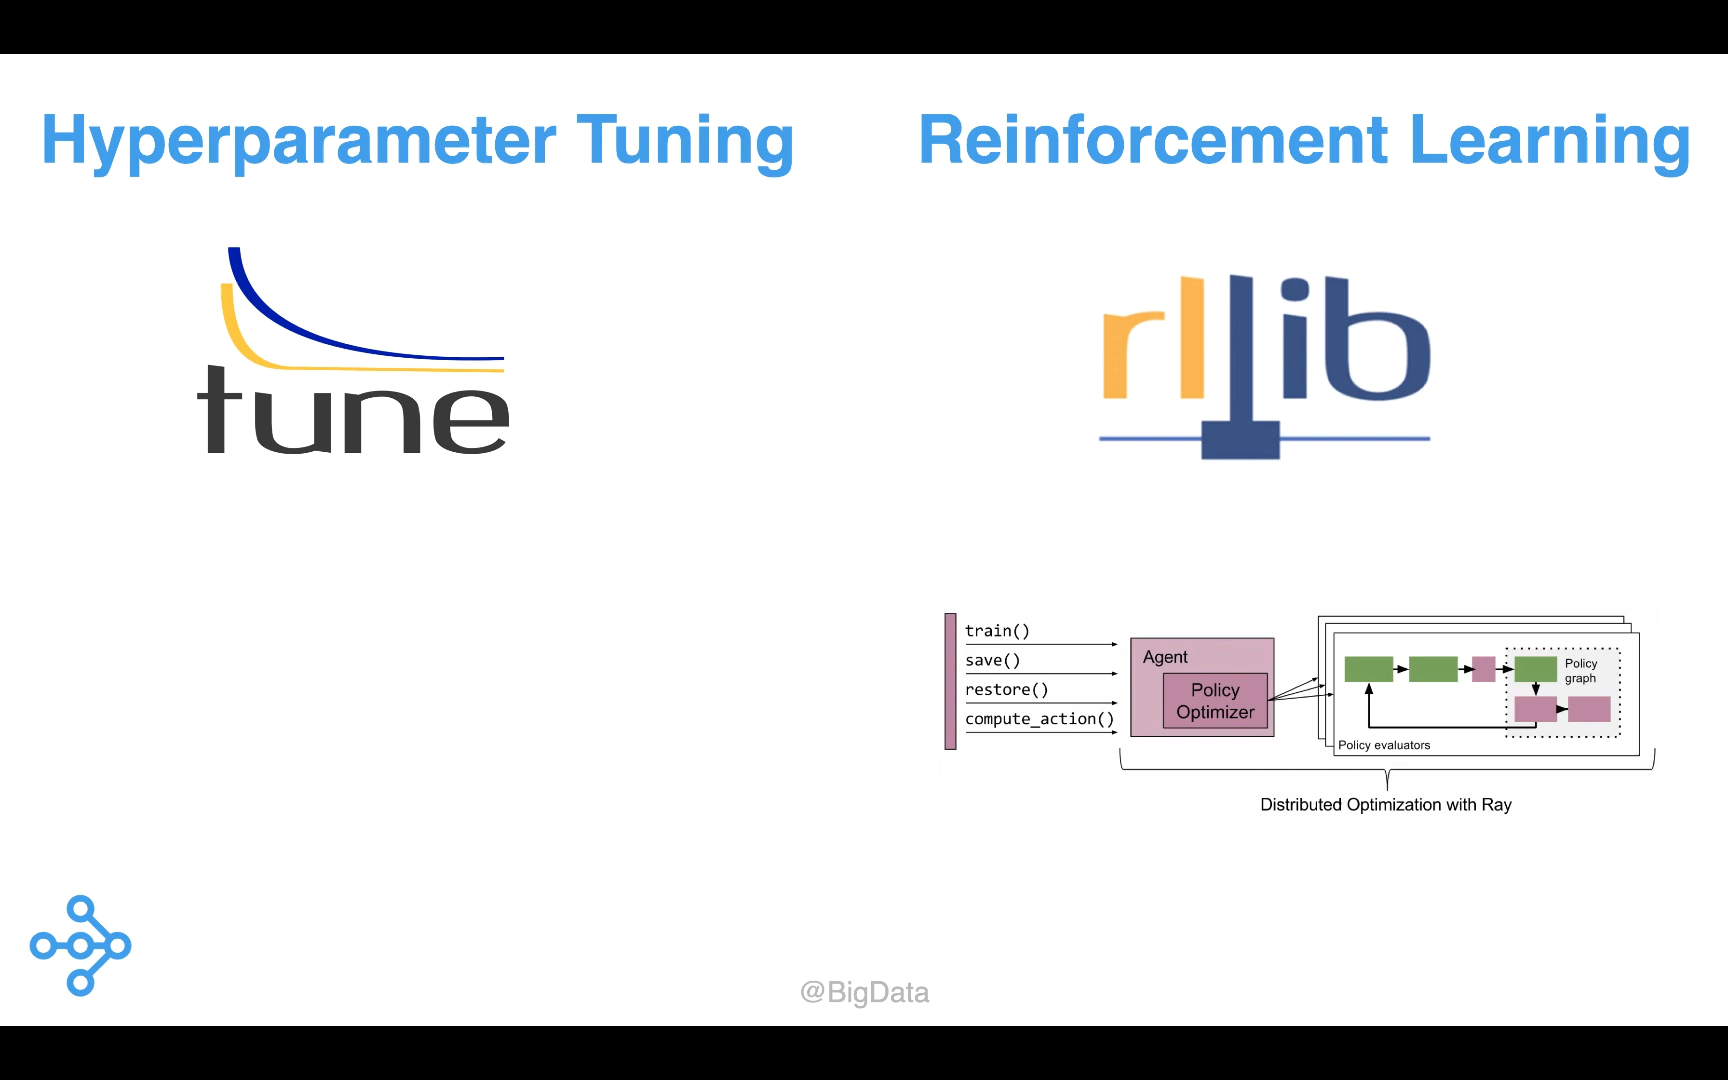 Hyperparameter Tuning
Reinforcement Learning
tune
rllib
train()
save()
restore()
compute_action()
Agent
Policy
Optimizer
Policy
graph
Policy evaluators
Distributed Optimization with Ray
@BigData